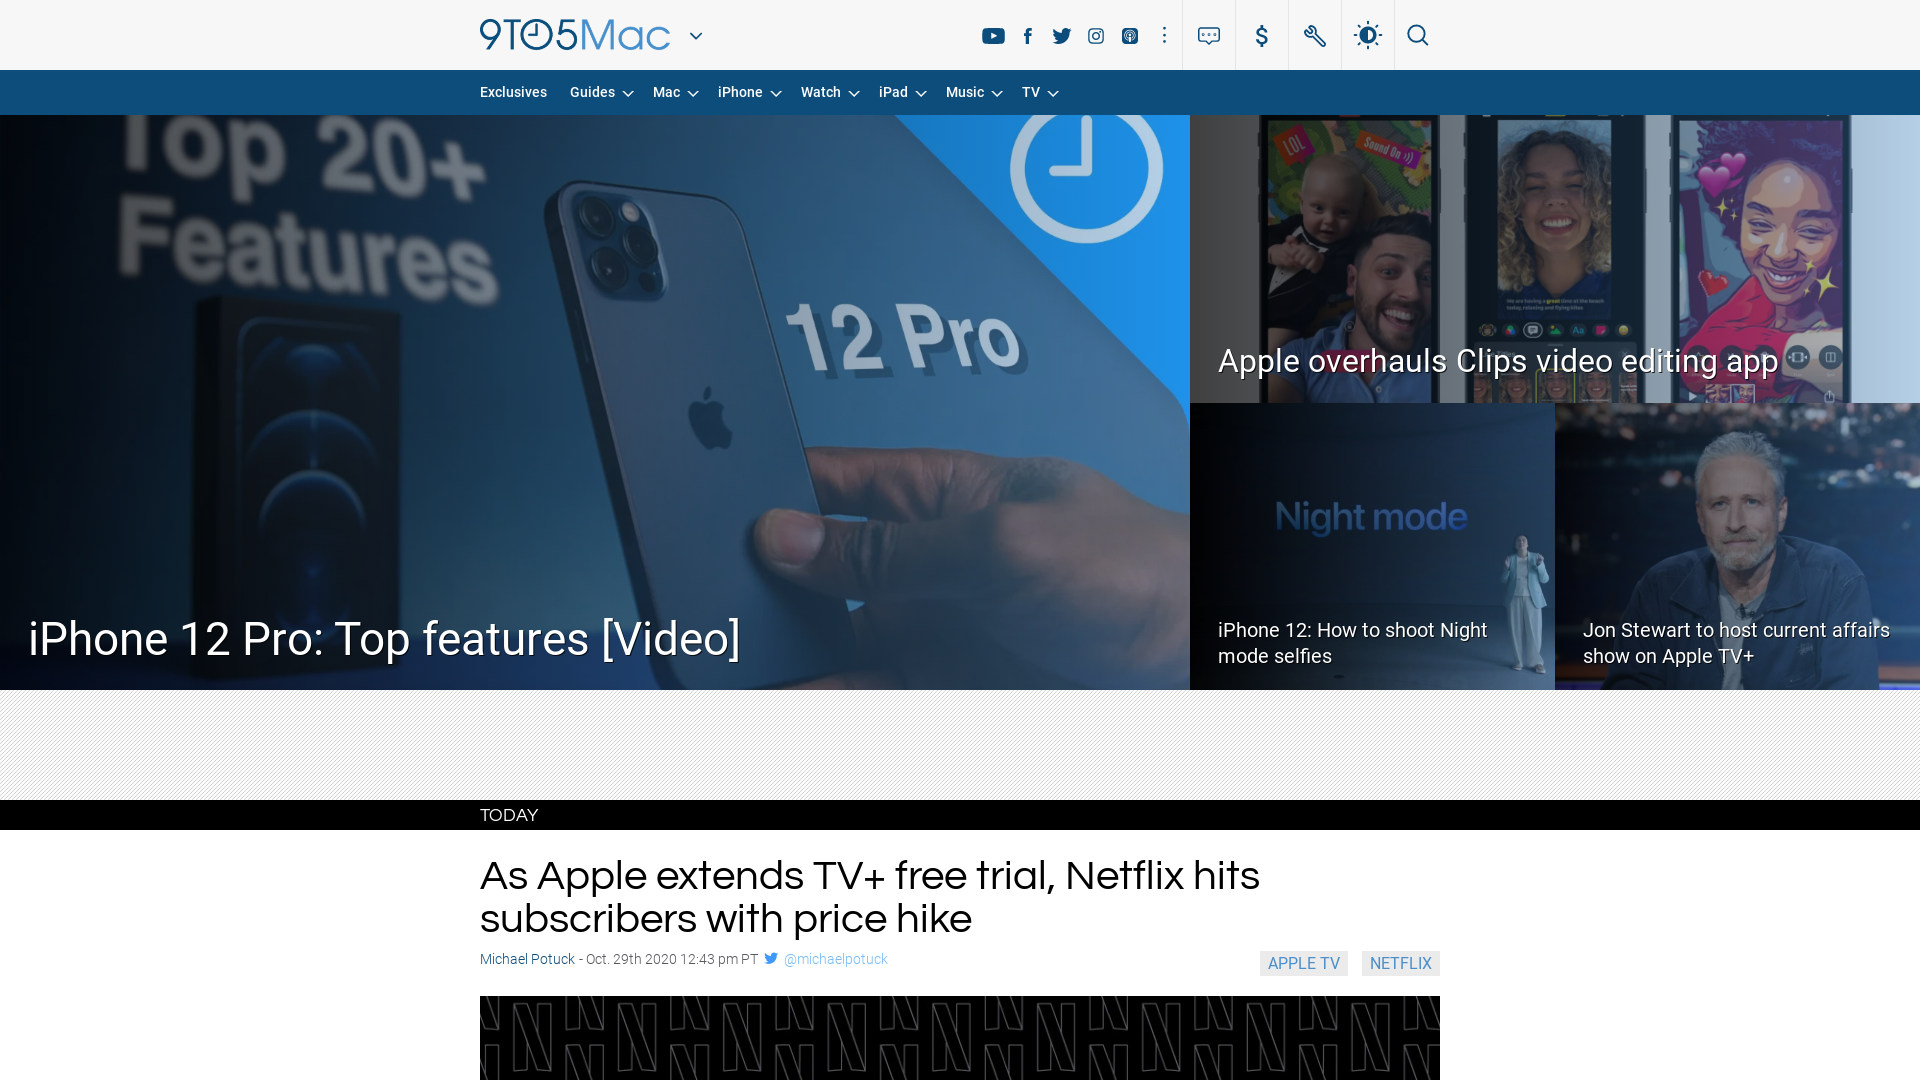 9TO5Mac
Exclusives
Guides
Mac
iPhone
Watch
iPad
Music
TV
Top 20+
Features
12 Pro
iPhone 12 Pro: Top features [Video]
LOL
Sound On
Apple overhauls Clips video editing app
Night mode
iPhone 12: How to shoot Night
mode selfies
Jon Stewart to host current affairs
show on Apple TV+
TODAY
As Apple extends TV+ free trial, Netflix hits
subscribers with price hike
Michael Potuck - Oct. 29th 2020 12:43 pm PT @michaelpotuck
APPLE TV
NETFLIX